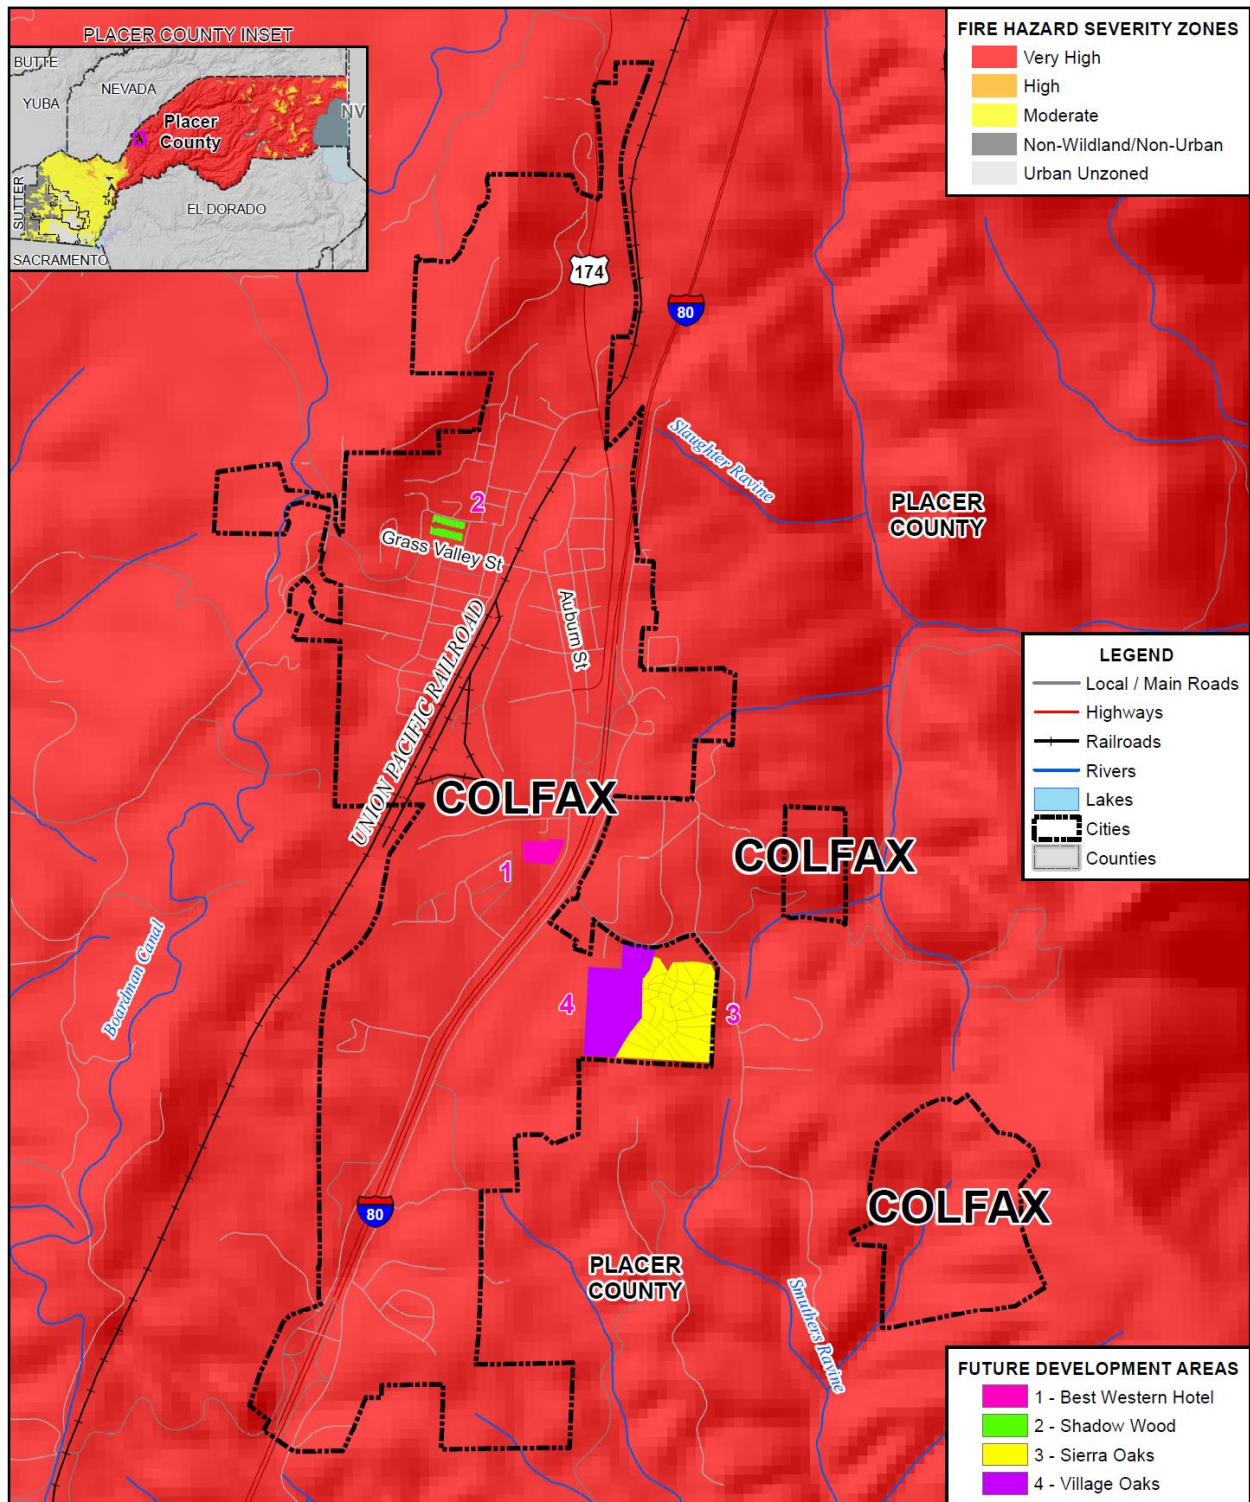 PLACER COUNTY INSET
BUTTE
YUBA
NEVADA
NV
Placer
County
SUTTER
EL DORADO
SACRAMENTO
FIRE HAZARD SEVERITY ZONES
Very High
High
Moderate
Non-Wildland/Non-Urban
Urban Unzoned
174
80
Slaughter Ravine
PLACER
COUNTY
2
Grass Valley St
Auburn St
UNION PACIFIC RAILROAD
LEGEND
Local / Main Roads
Highways
Railroads
Rivers
Lakes
Cities
Counties
COLFAX
COLFAX
1
Boardman Canal
4
3
COLFAX
80
PLACER
COUNTY
Smuthers Ravine
FUTURE DEVELOPMENT AREAS
1 - Best Western Hotel
2 - Shadow Wood
3 - Sierra Oaks
4 - Village Oaks